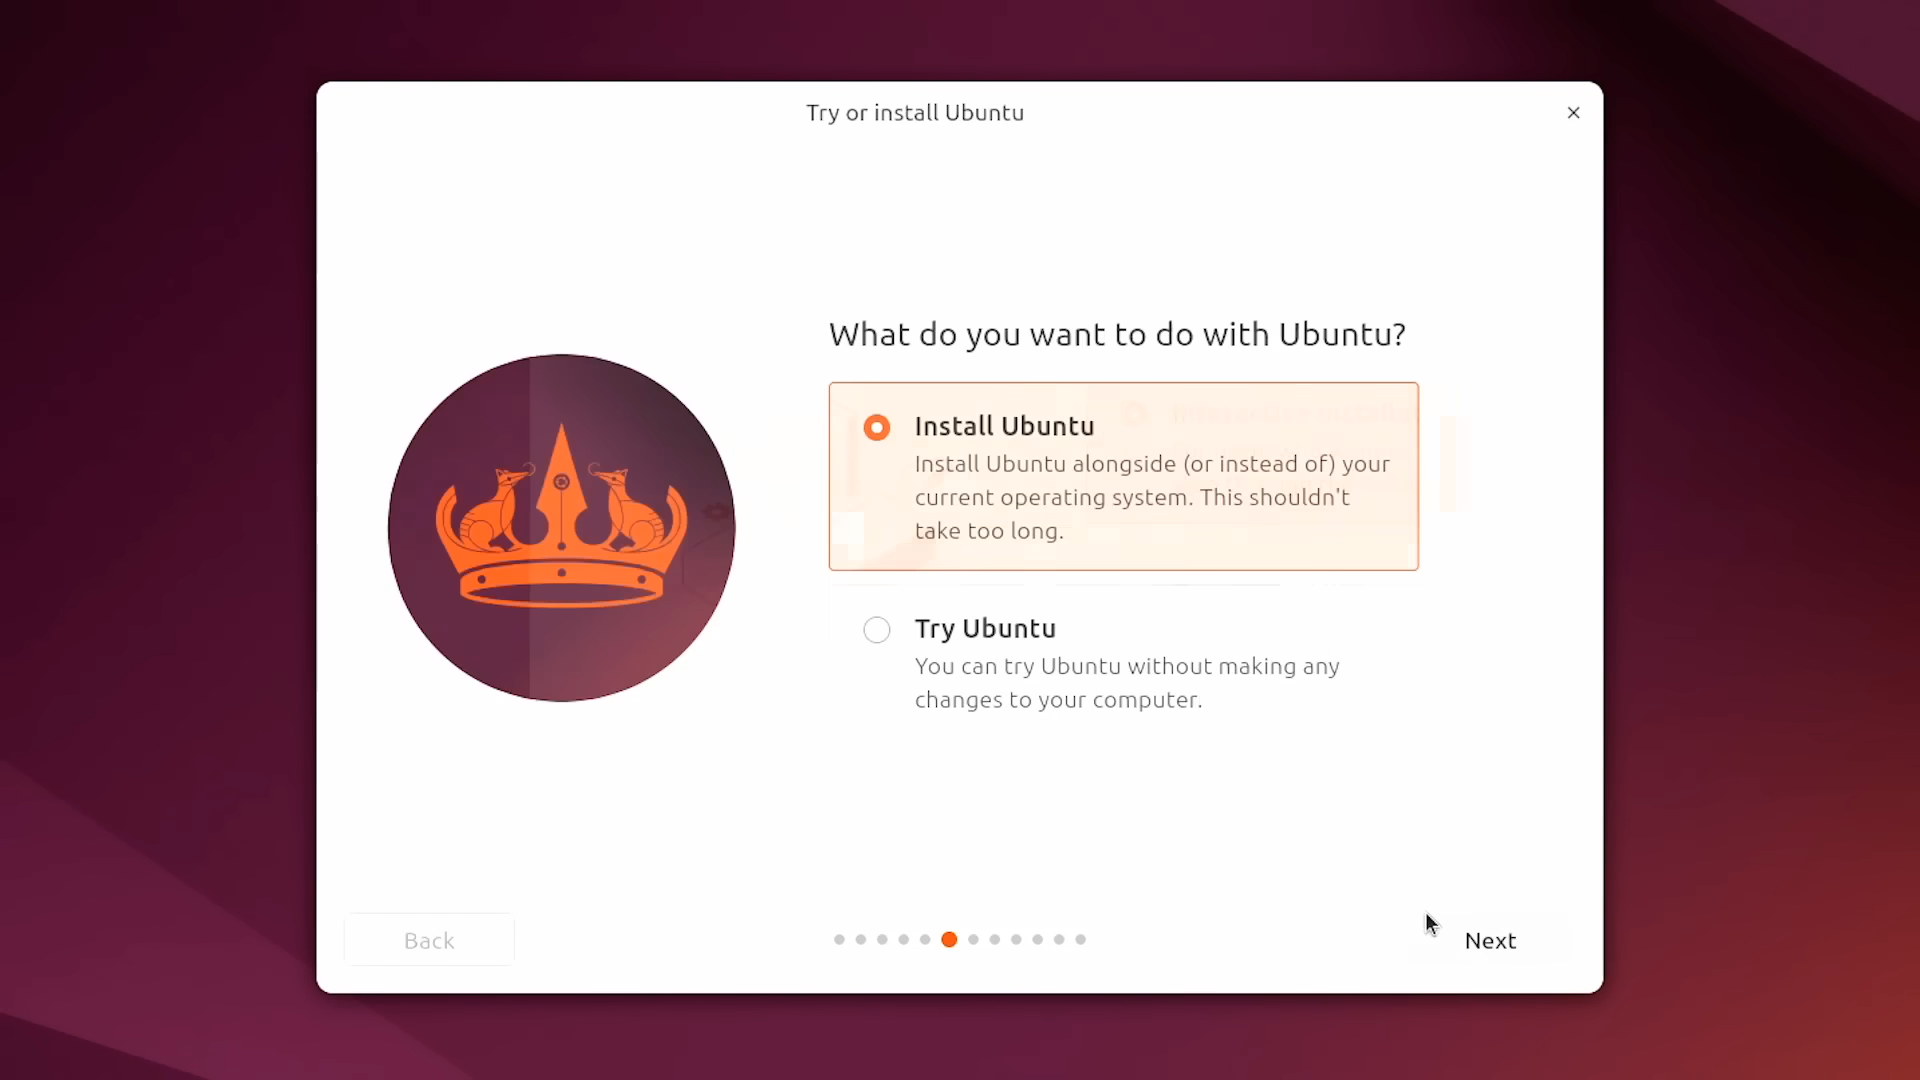 Try or install Ubuntu
What do you want to do with Ubuntu?
Install Ubuntu
Install Ubuntu alongside (or instead of) your
current operating system. This shouldn't
take too long.
Try Ubuntu
You can try Ubuntu without making any
changes to your computer.
Back
Next